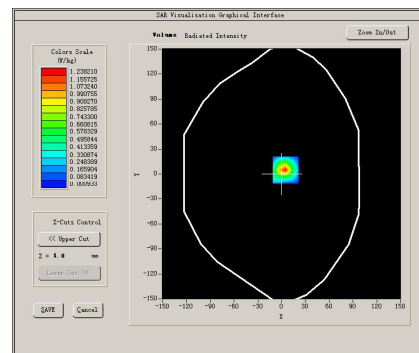 SAR Visualisation Graphical Interface
Volume Radiated Intensity
Zoom In/Out
Colors Scale
(W/kg)
1.238210
1.155725
1.073240
0.990755
0.908270
0.825785
0.743300
0.660815
0.578329
0.495844
0.413359
0.330874
0.248389
0.165904
0.083419
0.000933
Z-Cuts Control
<< Upper Cut
Z = 4.0 mm
Lower Cut >>
SAVE
Cancel
150
120
90
60
30
0
-30
-60
-90
-120
-150
Y
-150 -120 -90 -60 -30 0 30 60 90 120 150
X